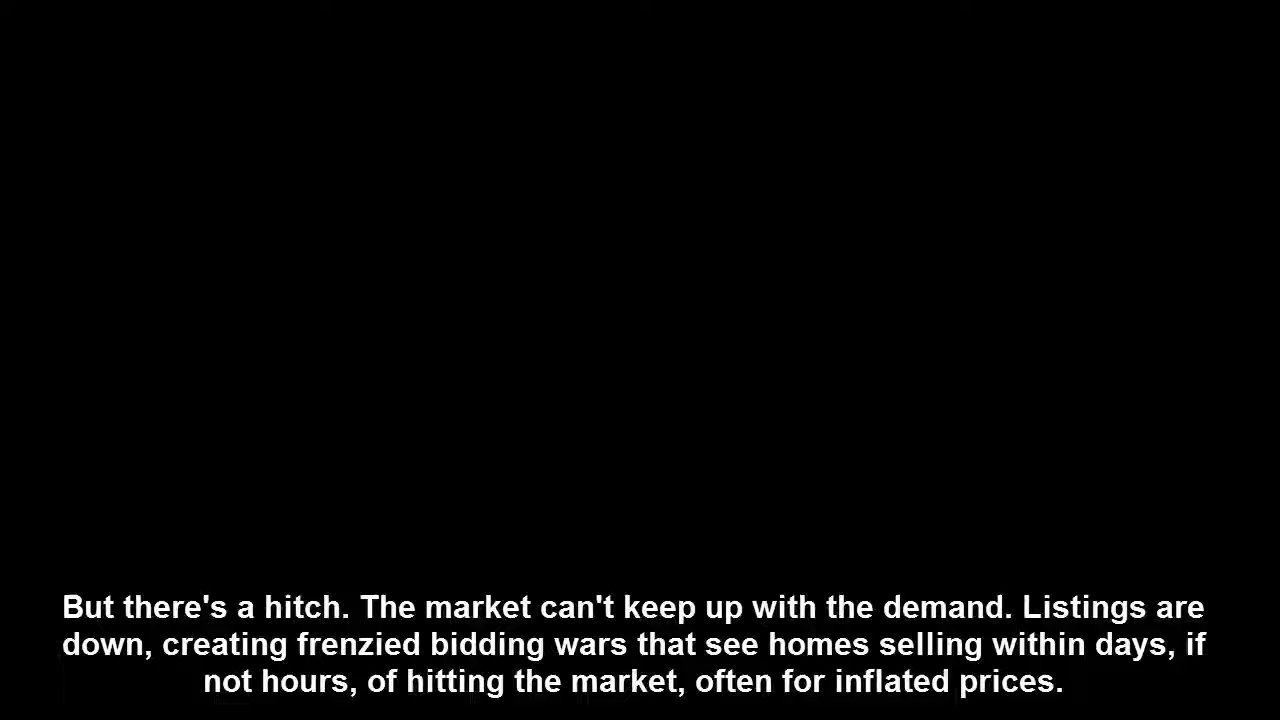 But there's a hitch. The market can't keep up with the demand. Listings are
down, creating frenzied bidding wars that see homes selling within days, if
not hours, of hitting the market, often for inflated prices.